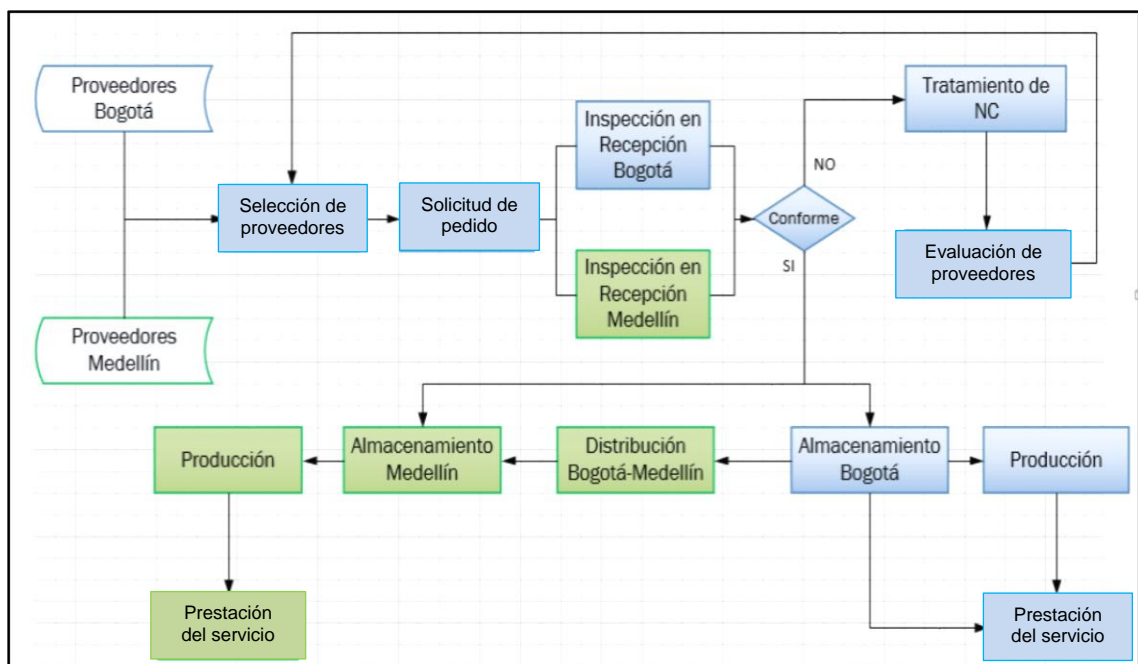 Proveedores
Bogotá
Tratamiento de
NC
Inspección en
Recepción
Bogotá
NO
Selección de
proveedores
Solicitud de
pedido
Conforme
Evaluación de
proveedores
SI
Inspección en
Recepción
Medellín
Proveedores
Medellín
Producción
Almacenamiento
Medellín
Distribución
Bogotá-Medellín
Almacenamiento
Bogotá
Producción
Prestación
del servicio
Prestación
del servicio